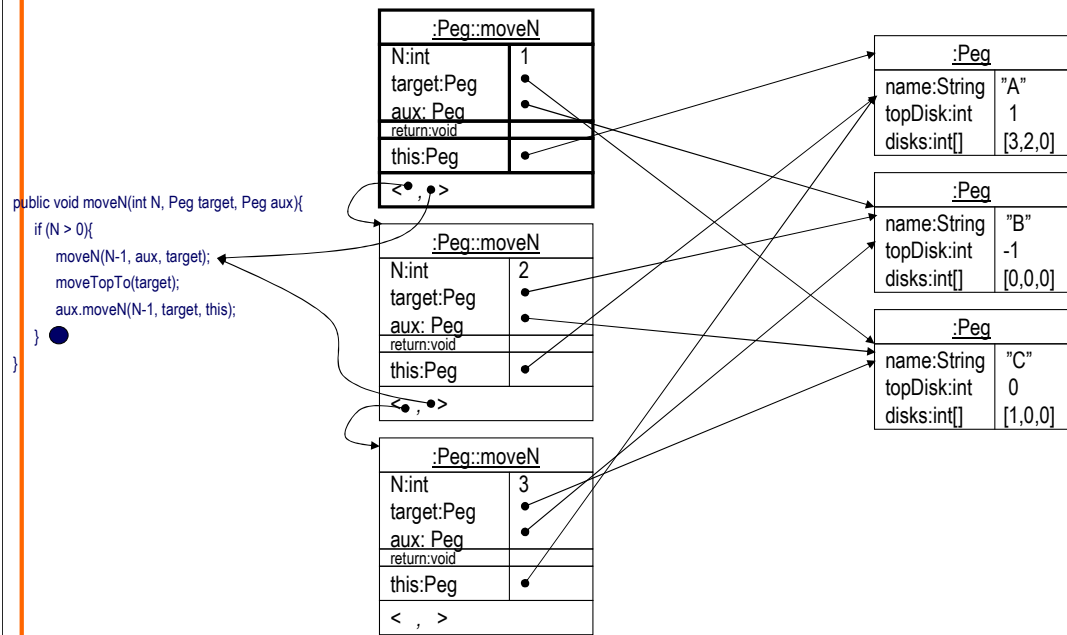 public void moveN(int N, Peg target, Peg aux){
if (N > 0){
moveN(N-1, aux, target);
moveTopTo(target);
aux.moveN(N-1, target, this);
}
}
:Peg::moveN
N:int 1
target:Peg
aux: Peg
return:void
this:Peg
< , >
:Peg::moveN
N:int 2
target:Peg
aux: Peg
return:void
this:Peg
< , >
:Peg::moveN
N:int 3
target:Peg
aux: Peg
return:void
this:Peg
< , >
:Peg
name:String "A"
topDisk:int 1
disks:int[] [3,2,0]
:Peg
name:String "B"
topDisk:int -1
disks:int[] [0,0,0]
:Peg
name:String "C"
topDisk:int 0
disks:int[] [1,0,0]